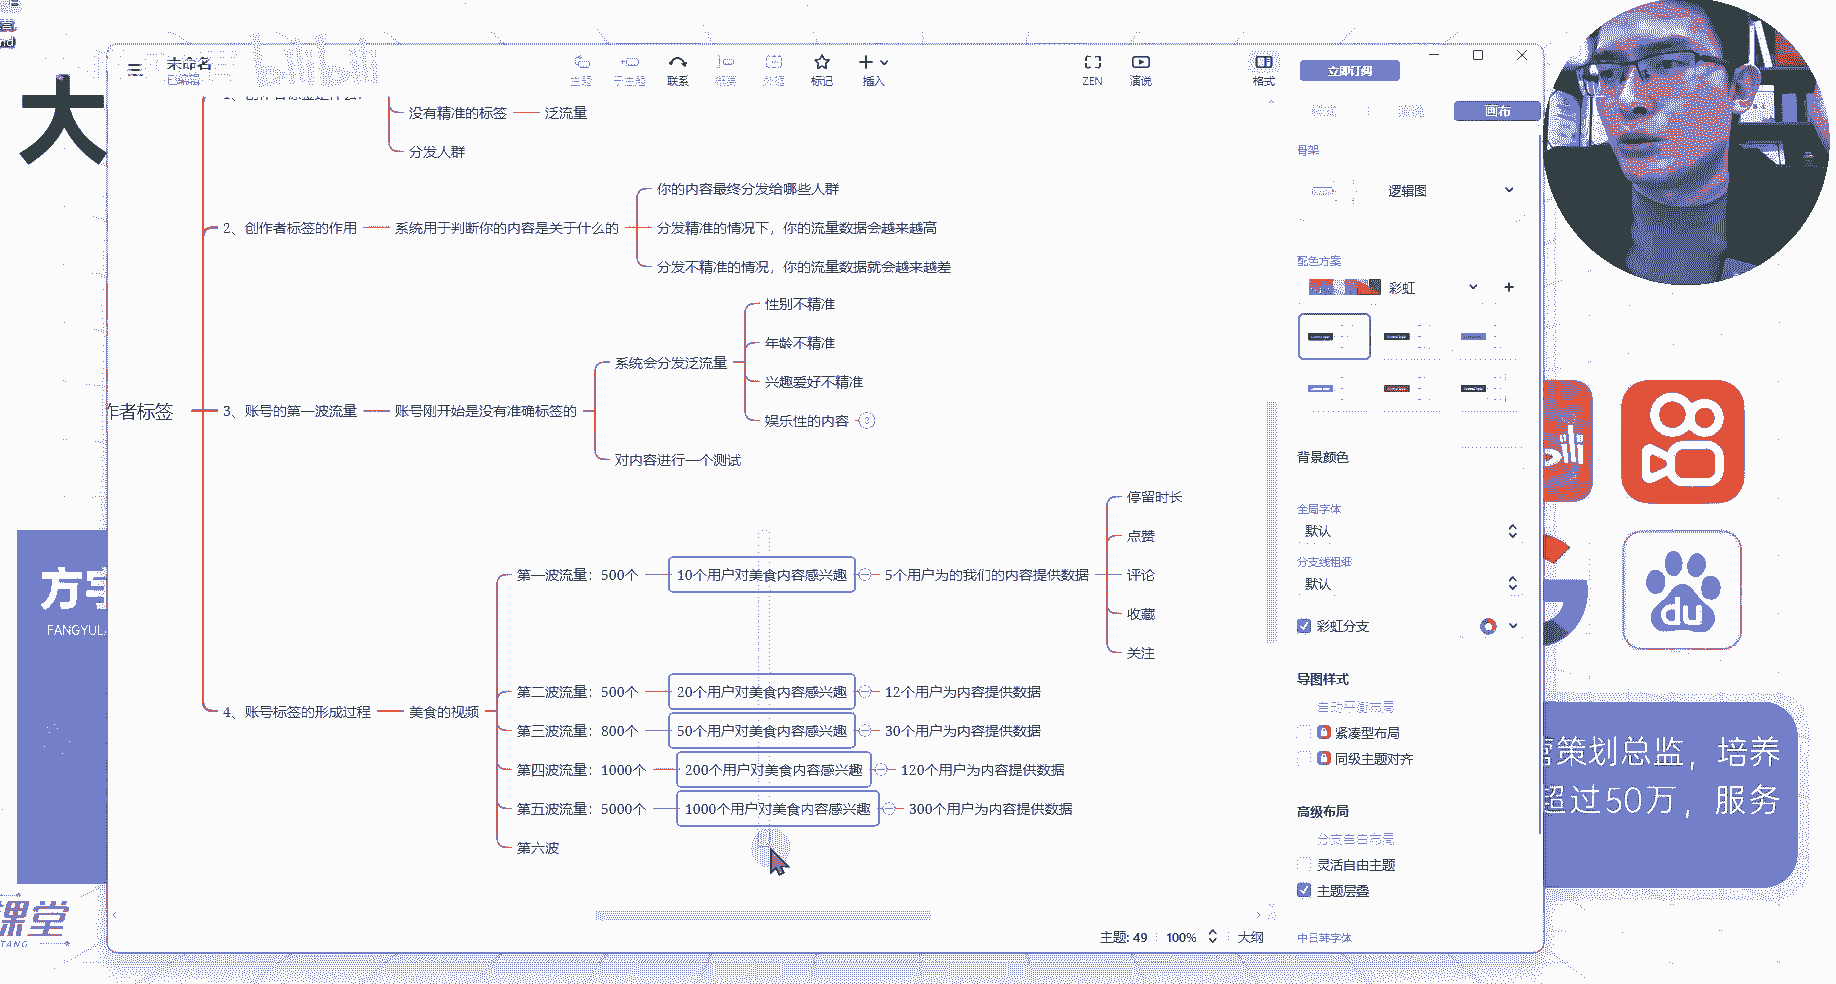 未命名
已编辑
主题
子主题
联系
概要
外框
标记
插入
ZEN
演说
格式
立即订阅
bilibili
大
画布
1、创作者标签是什么？
没有精准的标签
泛流量
分发人群
2、创作者标签的作用
系统用于判断你的内容是关于什么的
你的内容最终分发给哪些人群
分发精准的情况下，你的流量数据会越来越高
分发不精准的情况，你的流量数据就会越来越差
作者标签
3、账号的第一波流量
账号刚开始是没有准确标签的
系统会分发泛流量
性别不精准
年龄不精准
兴趣爱好不精准
娱乐性的内容
3
对内容进行一个测试
4、账号标签的形成过程
美食的视频
第一波流量：500个
10个用户对美食内容感兴趣
5个用户为的我们的内容提供数据
停留时长
点赞
评论
收藏
关注
第二波流量：500个
20个用户对美食内容感兴趣
12个用户为内容提供数据
第三波流量：800个
50个用户对美食内容感兴趣
30个用户为内容提供数据
第四波流量：1000个
200个用户对美食内容感兴趣
120个用户为内容提供数据
第五波流量：5000个
1000个用户对美食内容感兴趣
300个用户为内容提供数据
第六波
主题: 49
100%
大纲
骨架
逻辑图
配色方案
彩虹
背景颜色
全局字体
默认
分支线粗细
默认
彩虹分支
导图样式
自动平衡布局
紧凑型布局
同级主题对齐
高级布局
分支自由布局
灵活自由主题
主题层叠
中日韩字体
方宇
FANGYUL
课堂
TANG
du
营策划总监，培养
超过50万，服务